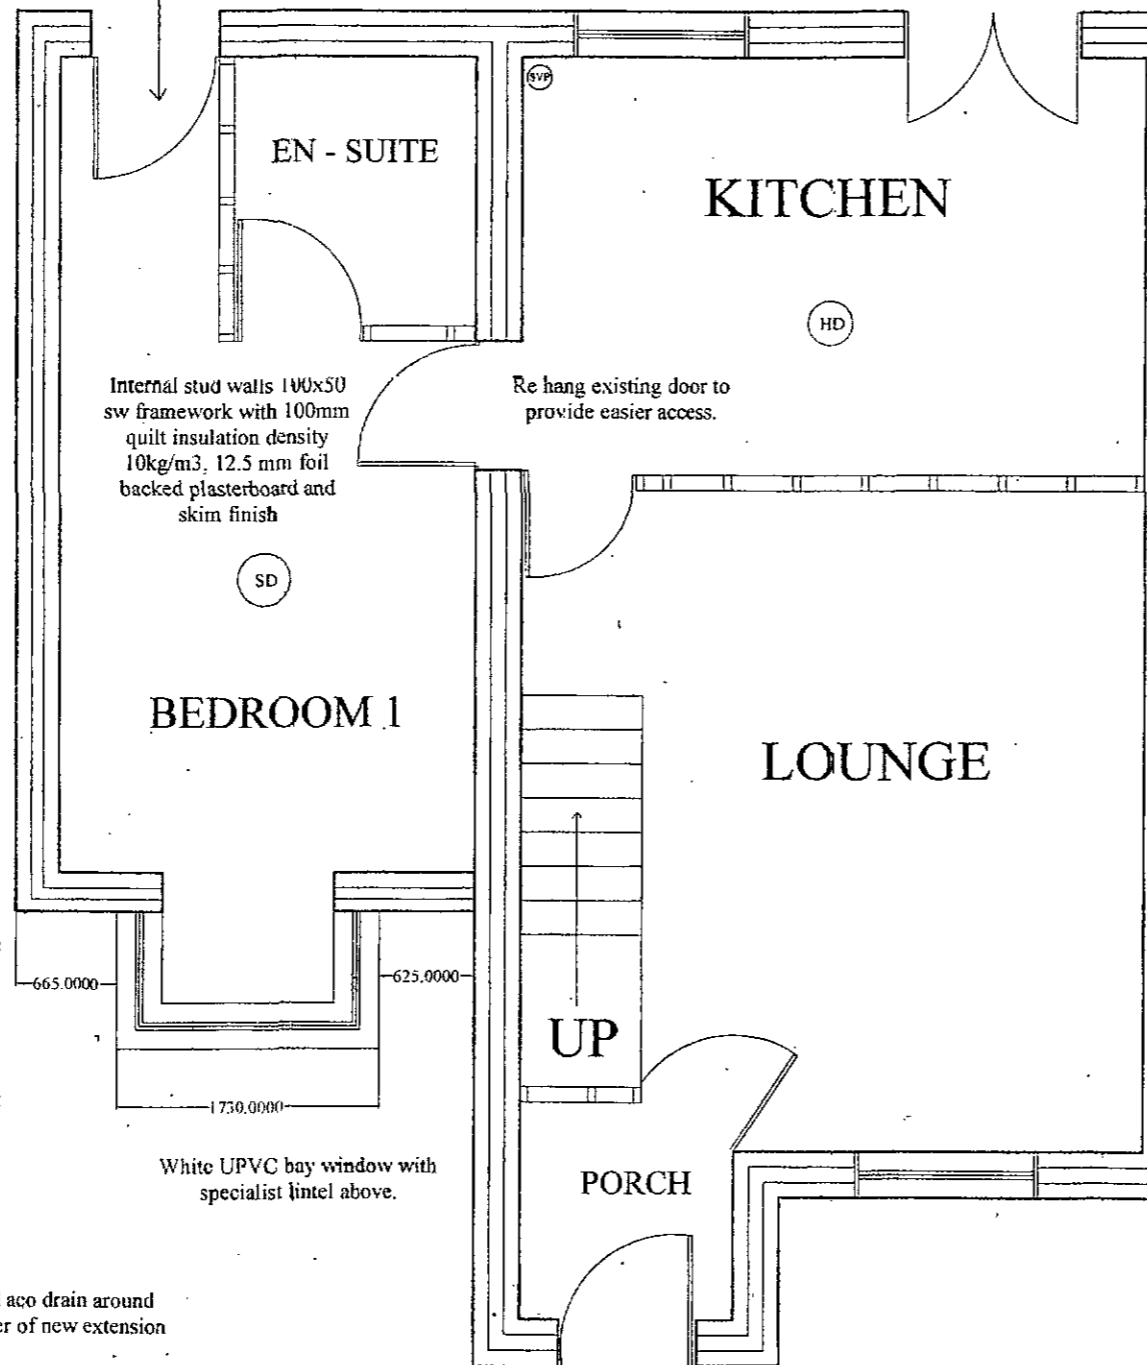 SVP
EN - SUITE
KITCHEN
HD
Internal stud walls 100x50
sw framework with 100mm
quilt insulation density
10kg/m3, 12.5 mm foil
backed plasterboard and
skim finish
Re hang existing door to
provide easier access.
SD
BEDROOM 1
LOUNGE
665.0000
625.0000
UP
1730.0000
White UPVC bay window with
specialist lintel above.
PORCH
aco drain around
er of new extension